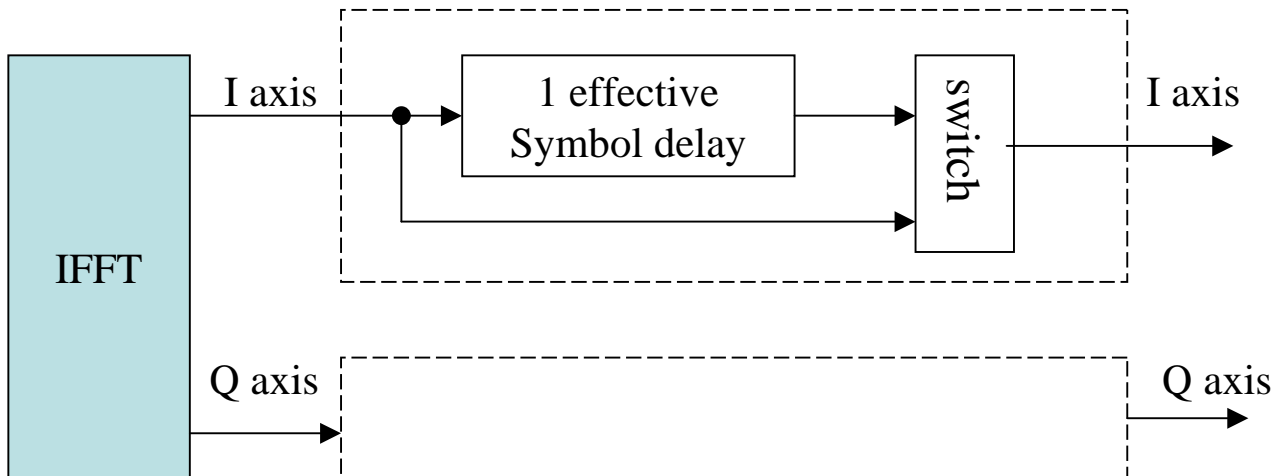 I axis
1 effective
Symbol delay
switch
I axis
IFFT
Q axis
Q axis